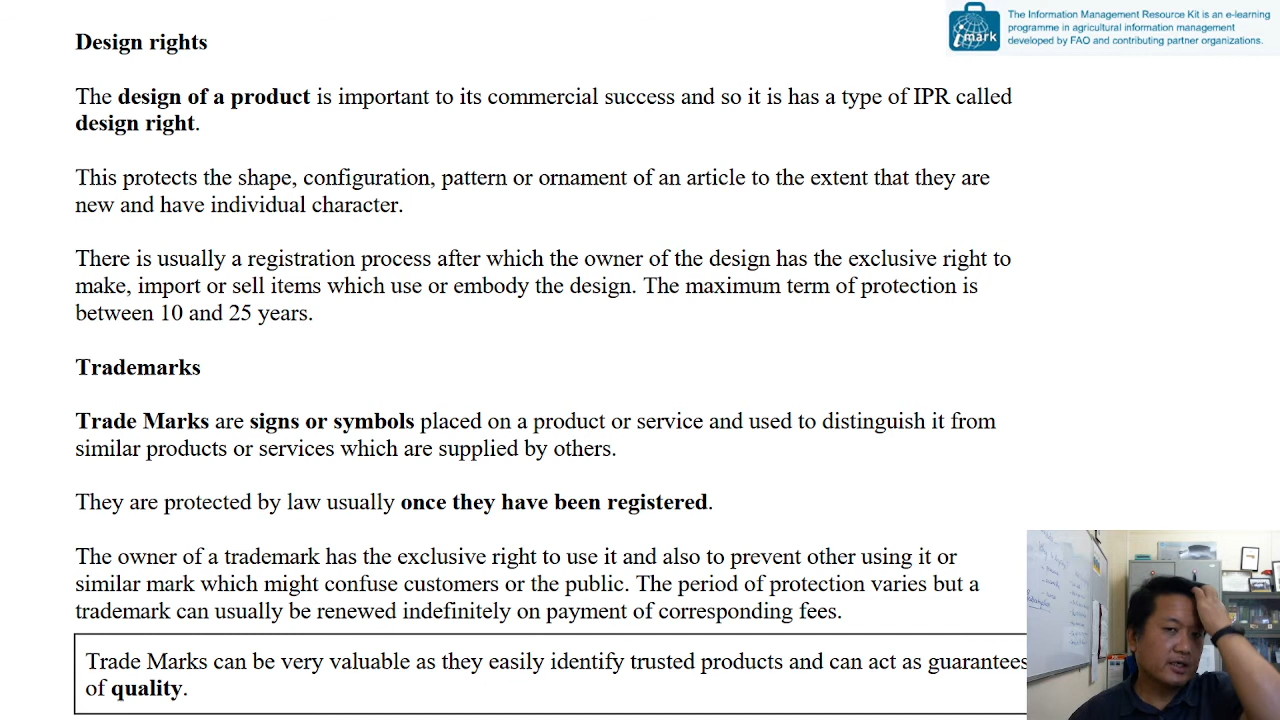 The Information Management Resource Kit is an e-learning
programme in agricultural information management
developed by FAO and contributing partner organizations.
imark
Design rights
The design of a product is important to its commercial success and so it is has a type of IPR called
design right.
This protects the shape, configuration, pattern or ornament of an article to the extent that they are
new and have individual character.
There is usually a registration process after which the owner of the design has the exclusive right to
make, import or sell items which use or embody the design. The maximum term of protection is
between 10 and 25 years.
Trademarks
Trade Marks are signs or symbols placed on a product or service and used to distinguish it from
similar products or services which are supplied by others.
They are protected by law usually once they have been registered.
The owner of a trademark has the exclusive right to use it and also to prevent other using it or
similar mark which might confuse customers or the public. The period of protection varies but a
trademark can usually be renewed indefinitely on payment of corresponding fees.
Trade Marks can be very valuable as they easily identify trusted products and can act as guarantees
of quality.